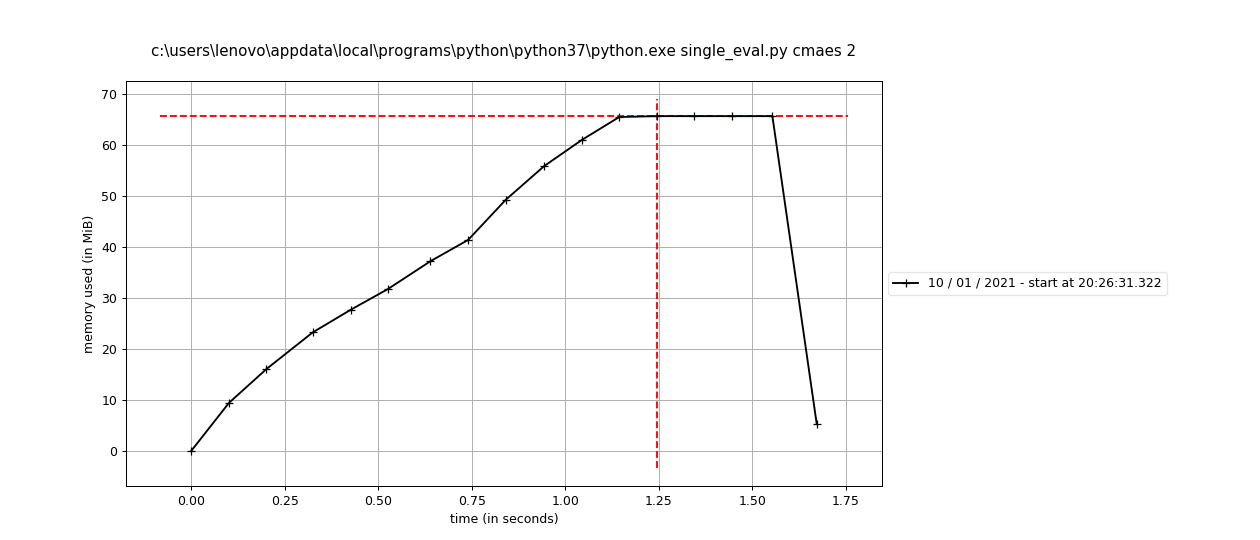 c:\users\lenovo\appdata\local\programs\python\python37\python.exe single_eval.py cmaes 2
70
60
50
40
30
20
10
0
memory used (in MiB)
0.00 0.25 0.50 0.75 1.00 1.25 1.50 1.75
time (in seconds)
10 / 01 / 2021 - start at 20:26:31.322